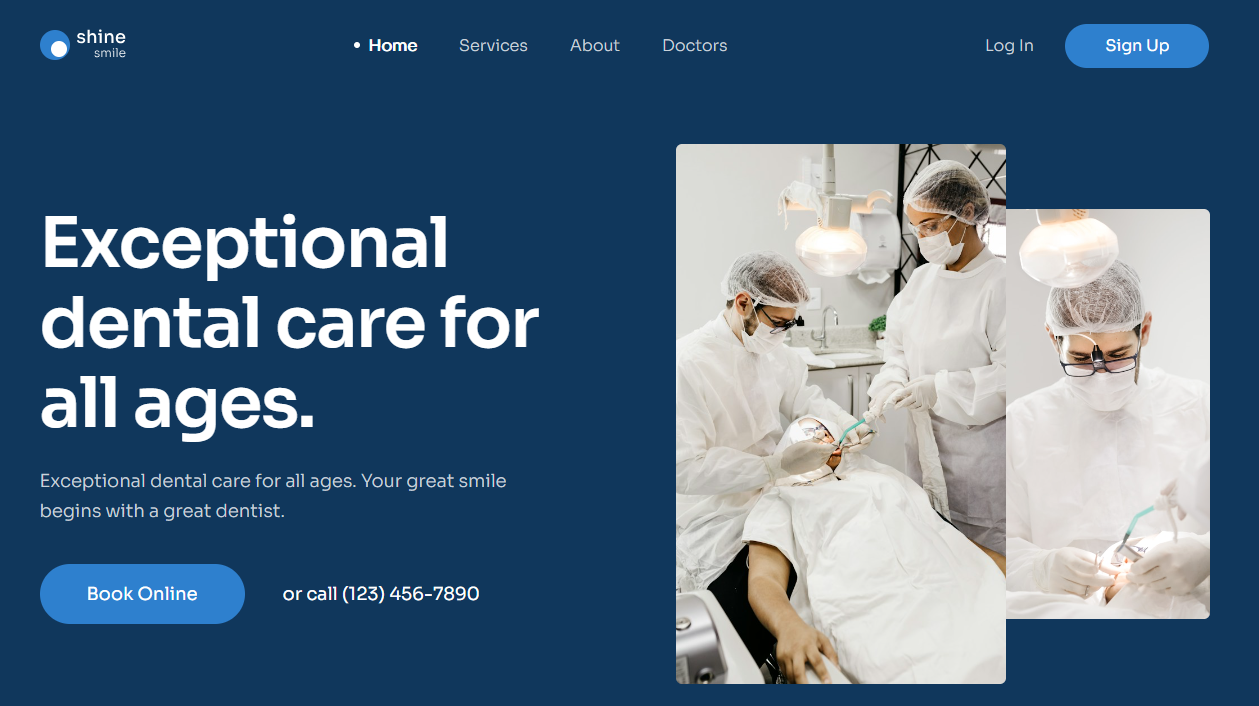 shine
smile
Home
Services
About
Doctors
Log In
Sign Up
Exceptional
dental care for
all ages.
Exceptional dental care for all ages. Your great smile
begins with a great dentist.
Book Online
or call (123) 456-7890